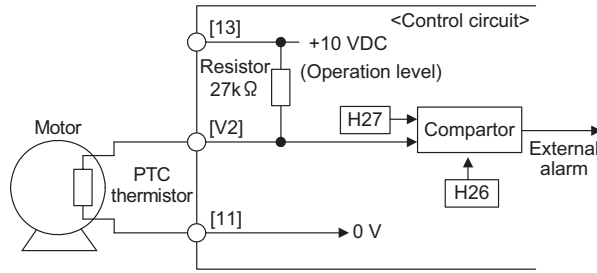 <Control circuit>
[13]
+10 VDC
Resistor
27kΩ
(Operation level)
H27
Motor
[V2]
Compartor
External
alarm
PTC
thermistor
H26
[11]
0 V